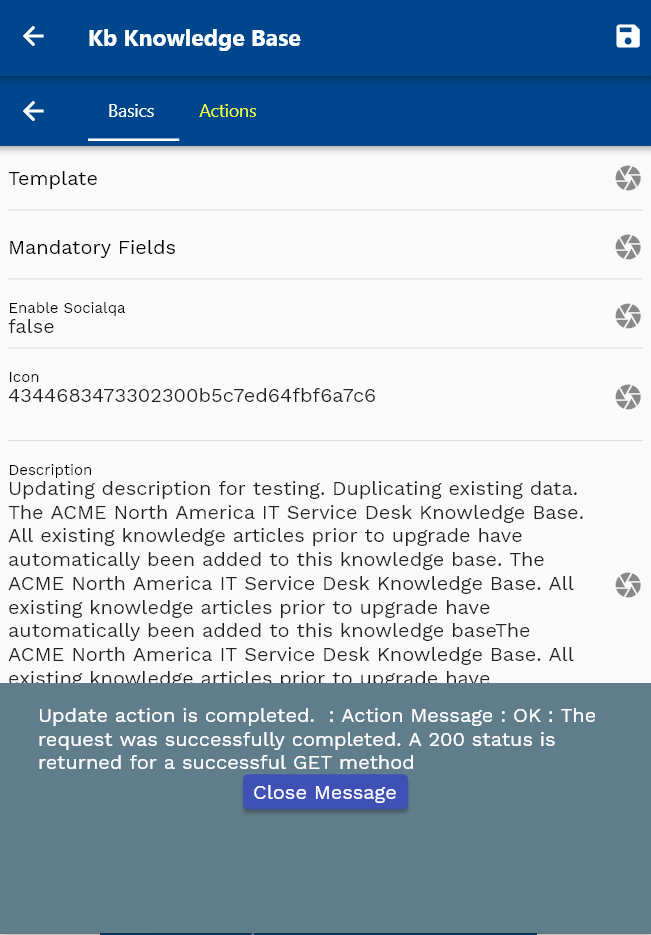 Kb Knowledge Base
Basics
Actions
Template
Mandatory Fields
Enable Socialqa
false
Icon
4344683473302300b5c7ed64fbf6a7c6
Description
Updating description for testing. Duplicating existing data.
The ACME North America IT Service Desk Knowledge Base.
All existing knowledge articles prior to upgrade have
automatically been added to this knowledge base. The
ACME North America IT Service Desk Knowledge Base. All
existing knowledge articles prior to upgrade have
automatically been added to this knowledge baseThe
ACME North America IT Service Desk Knowledge Base. All
existing knowledge articles prior to upgrade have
Update action is completed.  : Action Message : OK : The
request was successfully completed. A 200 status is
returned for a successful GET method
Close Message